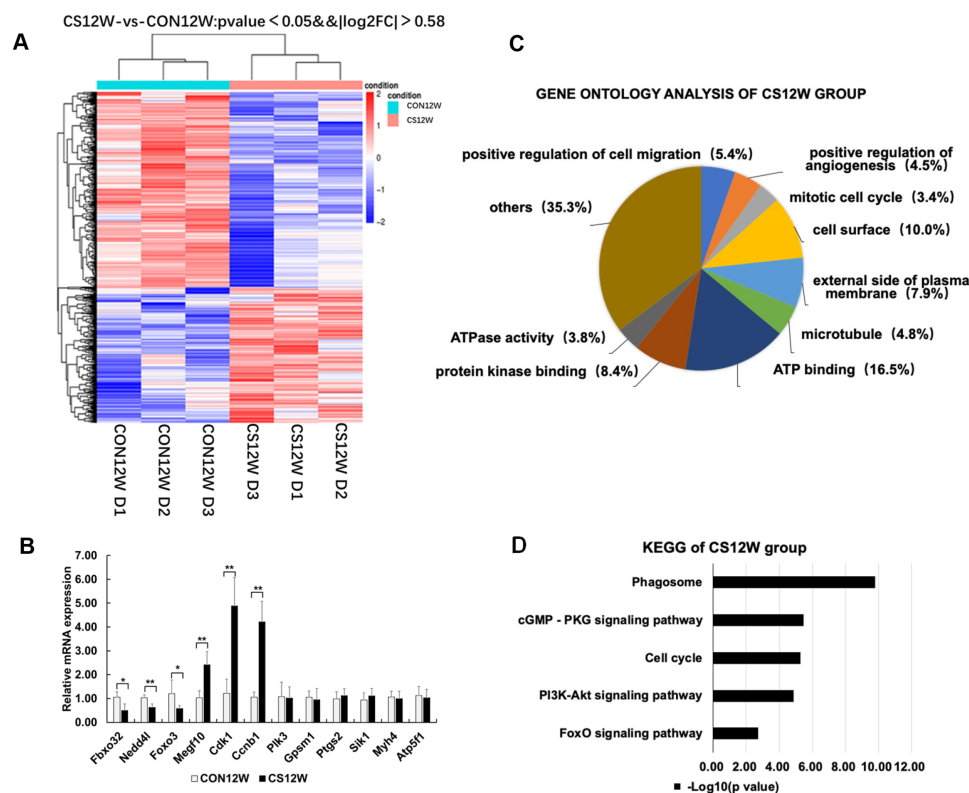 CS12W-vs-CON12W:pvalue<0.05&&|log2FC|>0.58
A
condition
2
1
0
-1
-2
condition
CON12W
CS12W
CON12W D1
CON12W D2
CON12W D3
CS12W D3
CS12W D1
CS12W D2
C
GENE ONTOLOGY ANALYSIS OF CS12W GROUP
positive regulation of cell migration (5.4%)
positive regulation of
angiogenesis (4.5%)
mitotic cell cycle (3.4%)
others (35.3%)
cell surface (10.0%)
external side of plasma
membrane (7.9%)
ATPase activity (3.8%)
microtubule (4.8%)
protein kinase binding (8.4%)
ATP binding (16.5%)
B
Relative mRNA expression
7.00
6.00
5.00
4.00
3.00
2.00
1.00
0.00
*
**
*
**
**
**
Fbxo32
Nedd4l
Foxo3
Megf10
Cdk1
Ccnb1
Plk3
Gpsm1
Ptgs2
Sik1
Myh4
Atp5f1
CON12W
CS12W
D
KEGG of CS12W group
Phagosome
cGMP - PKG signaling pathway
Cell cycle
PI3K-Akt signaling pathway
FoxO signaling pathway
0.00 2.00 4.00 6.00 8.00 10.00 12.00
-Log10(p value)